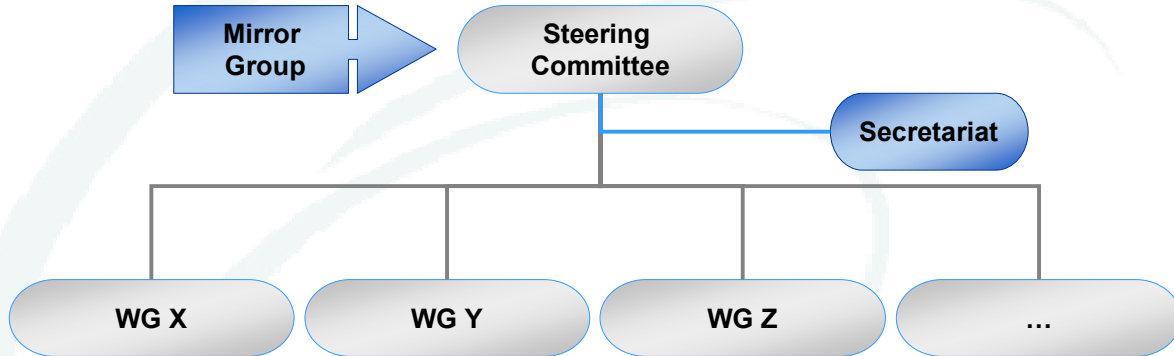 Mirror
Group
Steering
Committee
Secretariat
WG X
WG Y
WG Z
...